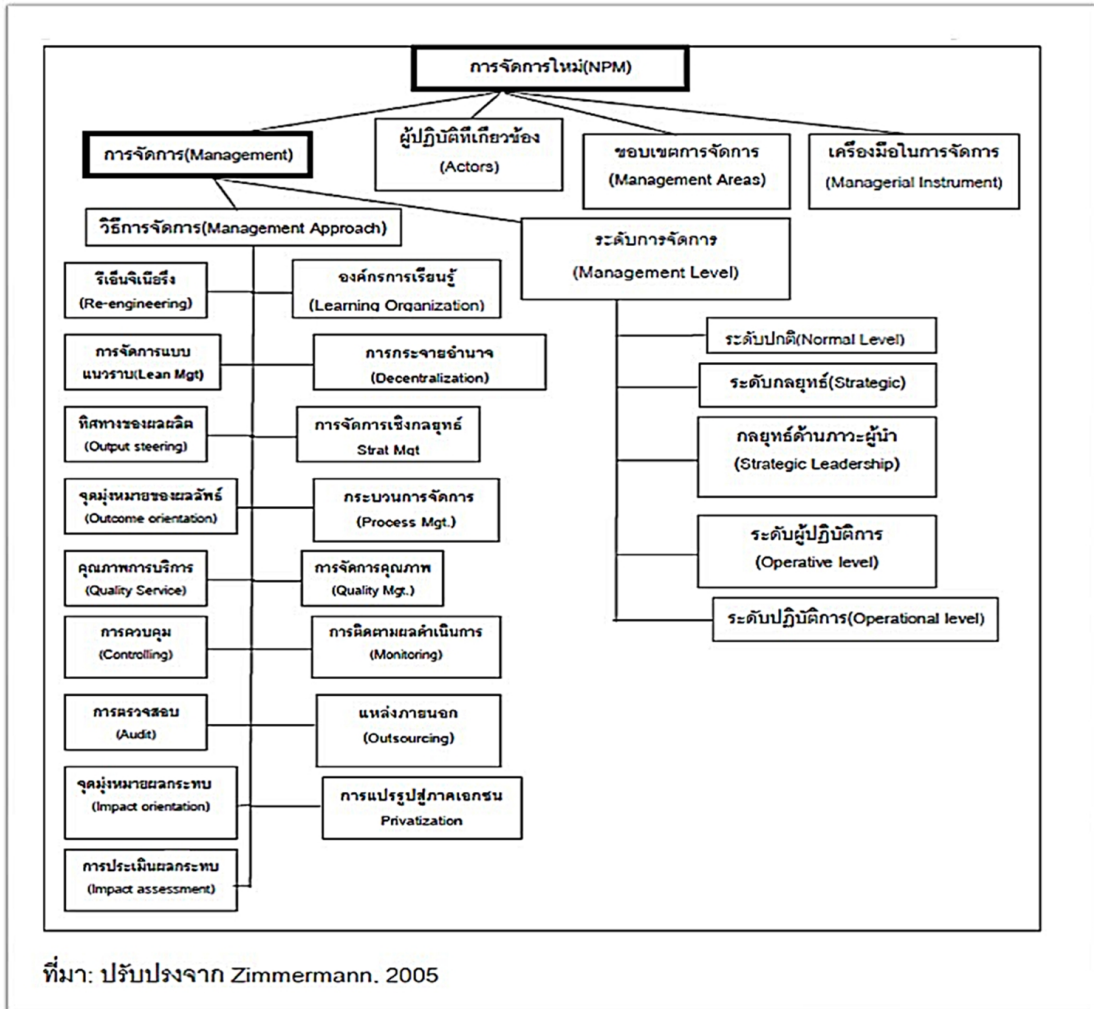 การจัดการใหม่(NPM)
การจัดการ(Management)
ผู้ปฏิบัติที่เกี่ยวข้อง
(Actors)
ขอบเขตการจัดการ
(Management Areas)
เครื่องมือในการจัดการ
(Managerial Instrument)
วิธีการจัดการ(Management Approach)
ระดับการจัดการ
(Management Level)
รีเอ็นจิเนียริ่ง
(Re-engineering)
องค์กรการเรียนรู้
(Learning Organization)
การจัดการแบบ
แนวราบ(Lean Mgt)
การกระจายอำนาจ
(Decentralization)
ทิศทางของผลผลิต
(Output steering)
การจัดการเชิงกลยุทธ์
Strat Mgt
จุดมุ่งหมายของผลลัพธ์
(Outcome orientation)
กระบวนการจัดการ
(Process Mgt.)
คุณภาพการบริการ
(Quality Service)
การจัดการคุณภาพ
(Quality Mgt.)
การควบคุม
(Controlling)
การติดตามผลดำเนินการ
(Monitoring)
การตรวจสอบ
(Audit)
แหล่งภายนอก
(Outsourcing)
จุดมุ่งหมายผลกระทบ
(Impact orientation)
การแปรรูปสู่ภาคเอกชน
Privatization
การประเมินผลกระทบ
(Impact assessment)
ระดับปกติ(Normal Level)
ระดับกลยุทธ์(Strategic)
กลยุทธ์ด้านภาวะผู้นำ
(Strategic Leadership)
ระดับผู้ปฏิบัติการ
(Operative level)
ระดับปฏิบัติการ(Operational level)
ที่มา: ปรับปรุงจาก Zimmermann. 2005